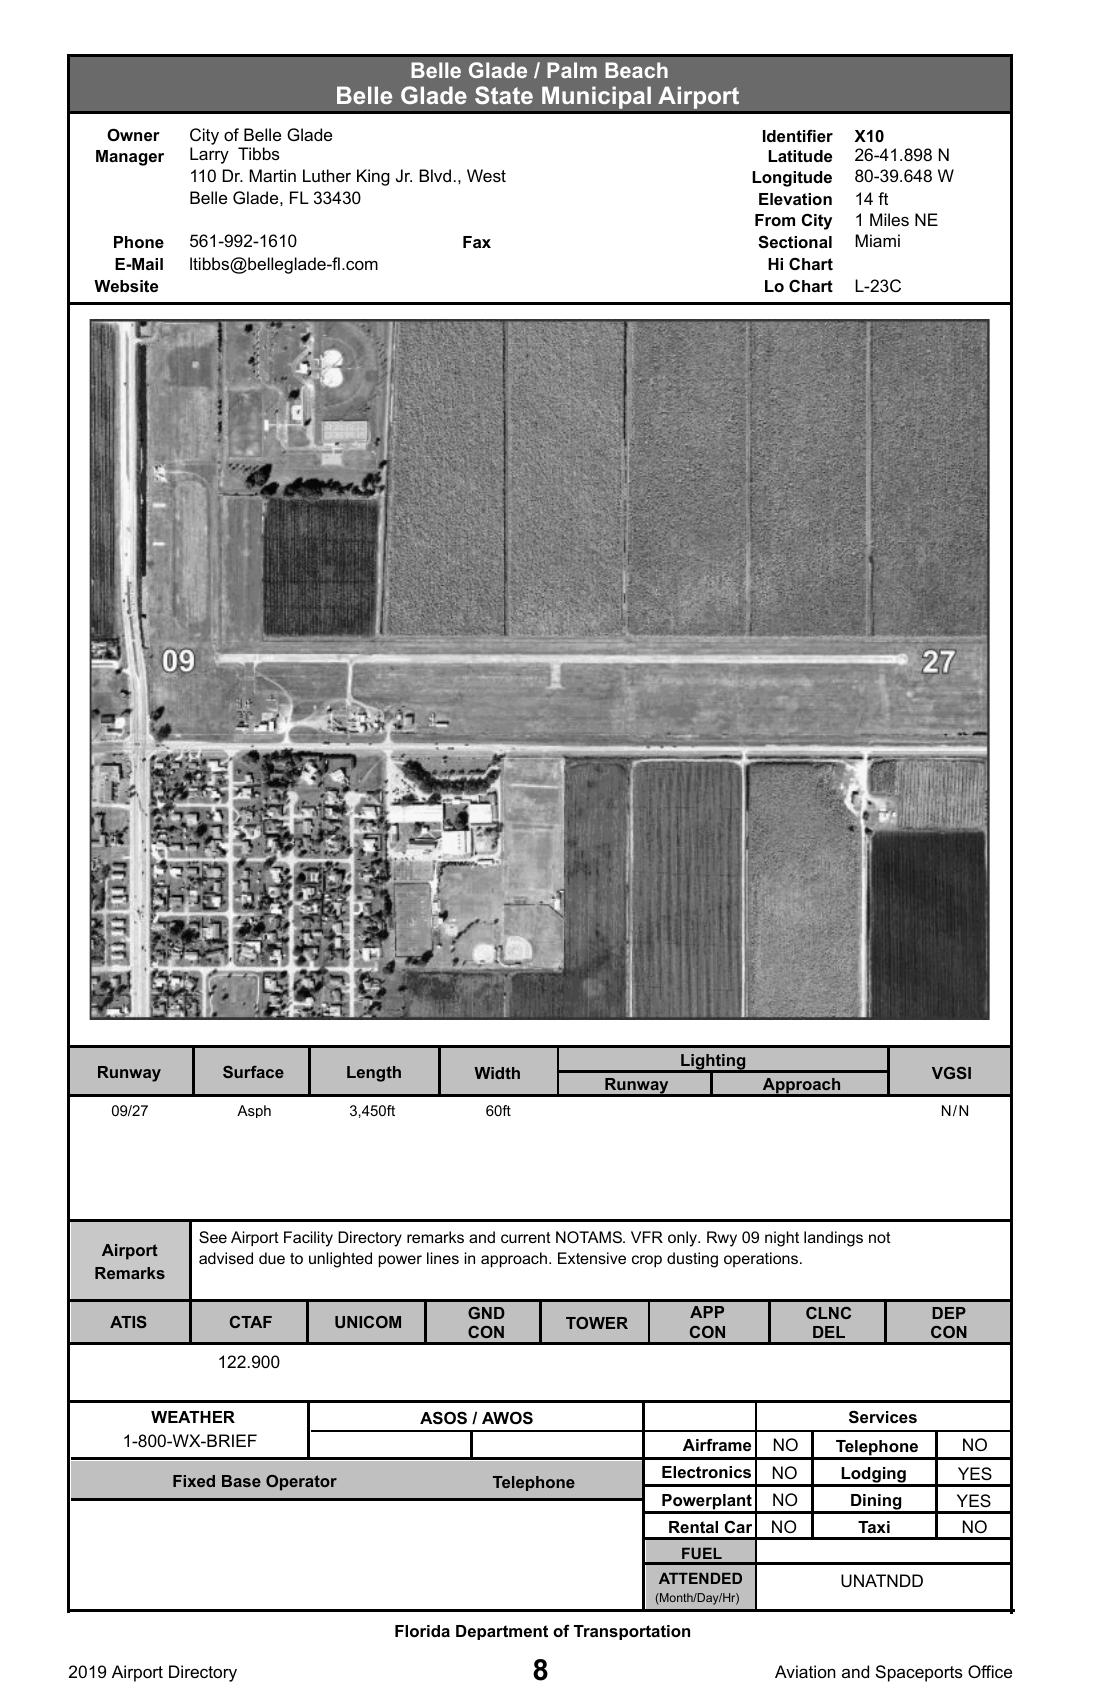 Belle Glade / Palm Beach
Belle Glade State Municipal Airport
Owner City of Belle Glade
Manager Larry  Tibbs
110 Dr. Martin Luther King Jr. Blvd., West
Belle Glade, FL 33430
Phone 561-992-1610 Fax
E-Mail ltibbs@belleglade-fl.com
Website
Identifier X10
Latitude 26-41.898 N
Longitude 80-39.648 W
Elevation 14 ft
From City 1 Miles NE
Sectional Miami
Hi Chart
Lo Chart L-23C
09 27
Runway Surface Length Width Lighting VGSI
Runway Approach
09/27 Asph 3,450ft 60ft N/N
Airport Remarks
See Airport Facility Directory remarks and current NOTAMS. VFR only. Rwy 09 night landings not
advised due to unlighted power lines in approach. Extensive crop dusting operations.
ATIS CTAF UNICOM GND CON TOWER APP CON CLNC DEL DEP CON
122.900
WEATHER ASOS / AWOS
1-800-WX-BRIEF
Fixed Base Operator Telephone
Services
Airframe NO Telephone NO
Electronics NO Lodging YES
Powerplant NO Dining YES
Rental Car NO Taxi NO
FUEL
ATTENDED UNATNDD
(Month/Day/Hr)
Florida Department of Transportation
2019 Airport Directory 8 Aviation and Spaceports Office